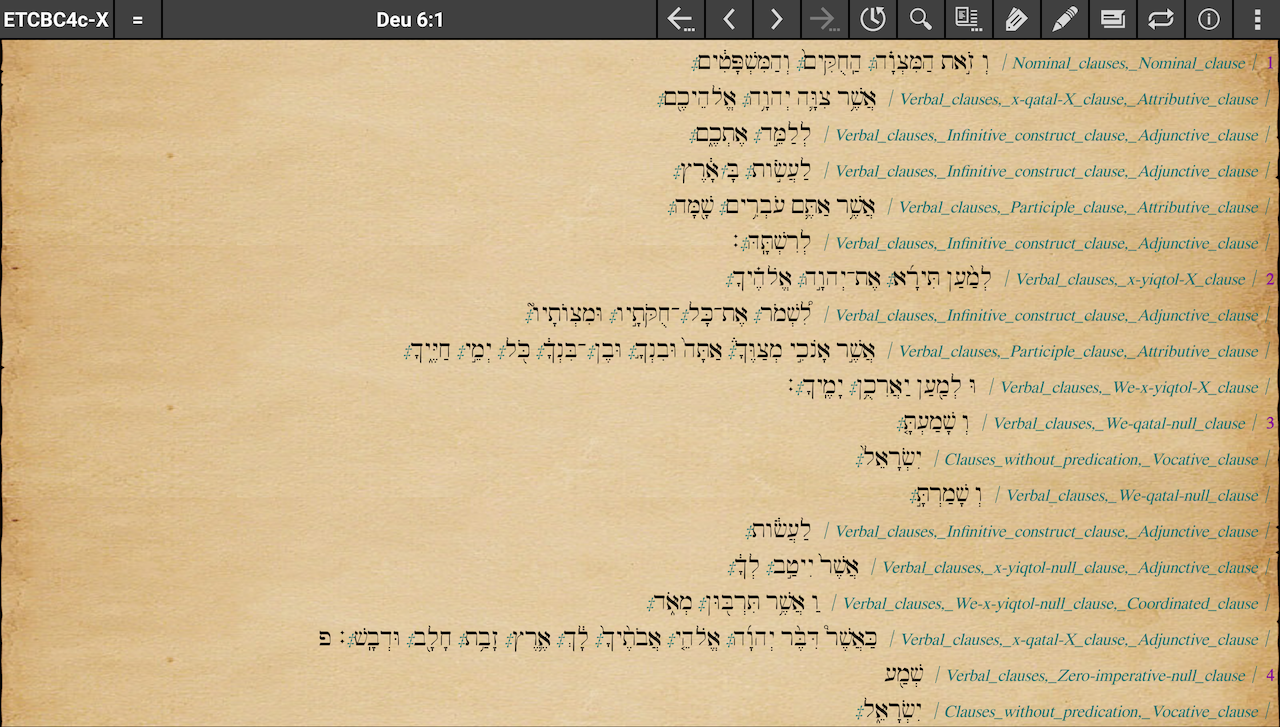 ETCBC4c-X = Deu 6:1
1 | Nominal_clauses,_Nominal_clause | וְ זֹ֣את הַמִּצְוָ֗ה הַֽחֻקִּים֙ וְהַמִּשְׁפָּטִ֔ים
| Verbal_clauses,_x-qatal-X_clause,_Attributive_clause | אֲשֶׁ֥ר צִוָּ֛ה יְהוָ֥ה אֱלֹהֵיכֶ֖ם
| Verbal_clauses,_Infinitive_construct_clause,_Adjunctive_clause | לְלַמֵּ֣ד אֶתְכֶ֑ם
| Verbal_clauses,_Infinitive_construct_clause,_Adjunctive_clause | לַעֲשׂ֣וֹת בָּ אָ֔רֶץ
| Verbal_clauses,_Participle_clause,_Attributive_clause | אֲשֶׁ֥ר אַתֶּ֛ם עֹבְרִ֥ים שָׁ֖מָּה
| Verbal_clauses,_Infinitive_construct_clause,_Adjunctive_clause | לְרִשְׁתָּֽהּ׃
2 | Verbal_clauses,_x-yiqtol-X_clause | לְמַ֨עַן תִּירָ֜א אֶת־יְהוָ֣ה אֱלֹהֶ֗יךָ
| Verbal_clauses,_Infinitive_construct_clause,_Adjunctive_clause | לִ֠שְׁמֹר אֶת־כָּל־חֻקֹּתָ֣יו וּמִצְוֺתָיו֮
| Verbal_clauses,_Participle_clause,_Attributive_clause | אֲשֶׁ֣ר אָנֹכִ֣י מְצַוֶּךָ֒ אַתָּה֙ וּבִנְךָ֣ וּבֶן־בִּנְךָ֔ כֹּ֖ל יְמֵ֣י חַיֶּ֑יךָ
| Verbal_clauses,_We-x-yiqtol-X_clause | וּ לְמַ֖עַן יַאֲרִכֻ֥ן יָמֶֽיךָ׃
3 | Verbal_clauses,_We-qatal-null_clause | וְ שָׁמַעְתָּ֤
| Clauses_without_predication,_Vocative_clause | יִשְׂרָאֵל֙
| Verbal_clauses,_We-qatal-null_clause | וְ שָׁמַרְתָּ֣
| Verbal_clauses,_Infinitive_construct_clause,_Adjunctive_clause | לַעֲשׂ֔וֹת
| Verbal_clauses,_x-yiqtol-null_clause,_Adjunctive_clause | אֲשֶׁר֙ יִיטַ֣ב לְךָ֔
| Verbal_clauses,_We-x-yiqtol-null_clause,_Coordinated_clause | וַ אֲשֶׁ֥ר תִּרְבּ֖וּן מְאֹ֑ד
| Verbal_clauses,_x-qatal-X_clause,_Adjunctive_clause | כַּאֲשֶׁר֩ דִּבֶּ֨ר יְהוָ֜ה אֱלֹהֵ֤י אֲבֹתֶ֙יךָ֙ לָ֔ךְ אֶ֛רֶץ זָבַ֥ת חָלָ֖ב וּדְבָֽשׁ׃ פ
4 | Verbal_clauses,_Zero-imperative-null_clause | שְׁמַ֖ע
| Clauses_without_predication,_Vocative_clause | יִשְׂרָאֵ֑ל